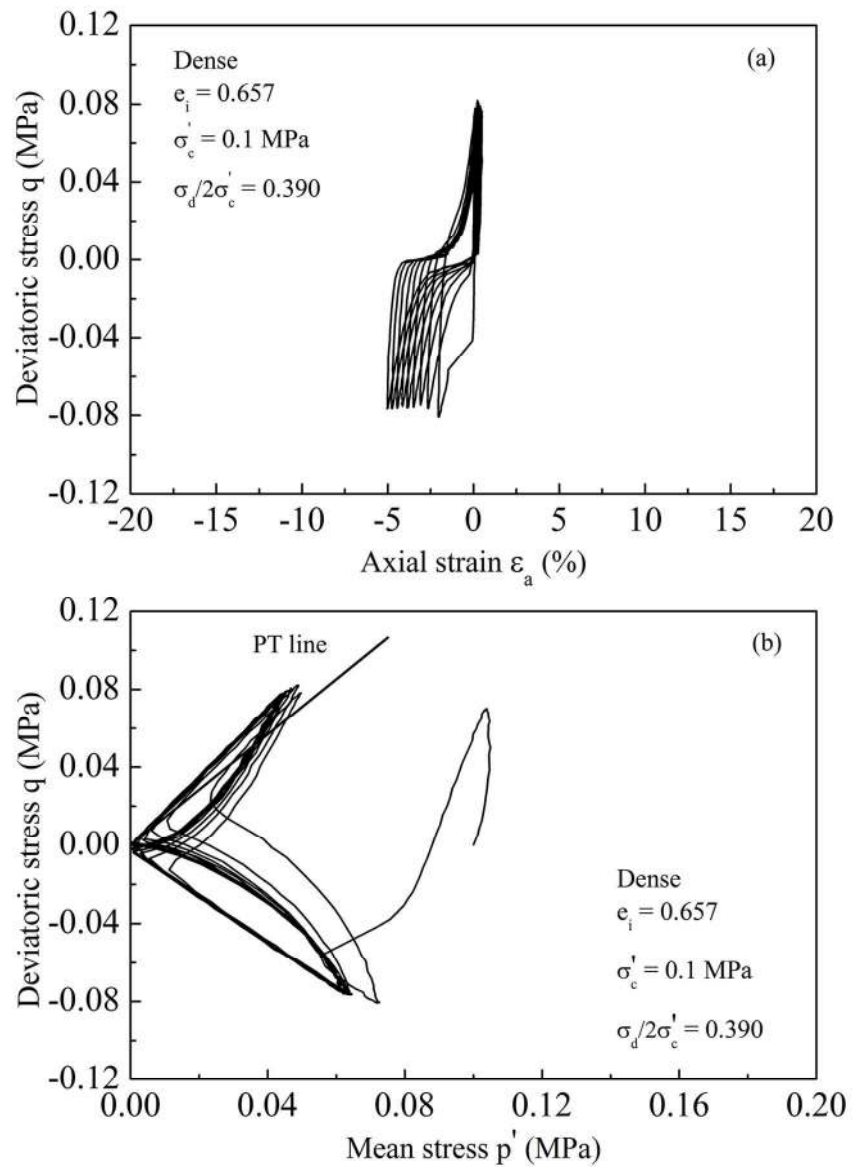 0.12
Dense
(a)
e_i = 0.657
0.08
σ'_c = 0.1 MPa
0.04
σ_d/2σ'_c = 0.390
0.00
-0.04
-0.08
-0.12
Deviatoric stress q (MPa)
-20 -15 -10 -5 0 5 10 15 20
Axial strain ε_a (%)
0.12
PT line
(b)
0.08
0.04
0.00
Dense
-0.04
e_i = 0.657
σ'_c = 0.1 MPa
-0.08
σ_d/2σ'_c = 0.390
-0.12
Deviatoric stress q (MPa)
0.00 0.04 0.08 0.12 0.16 0.20
Mean stress p' (MPa)